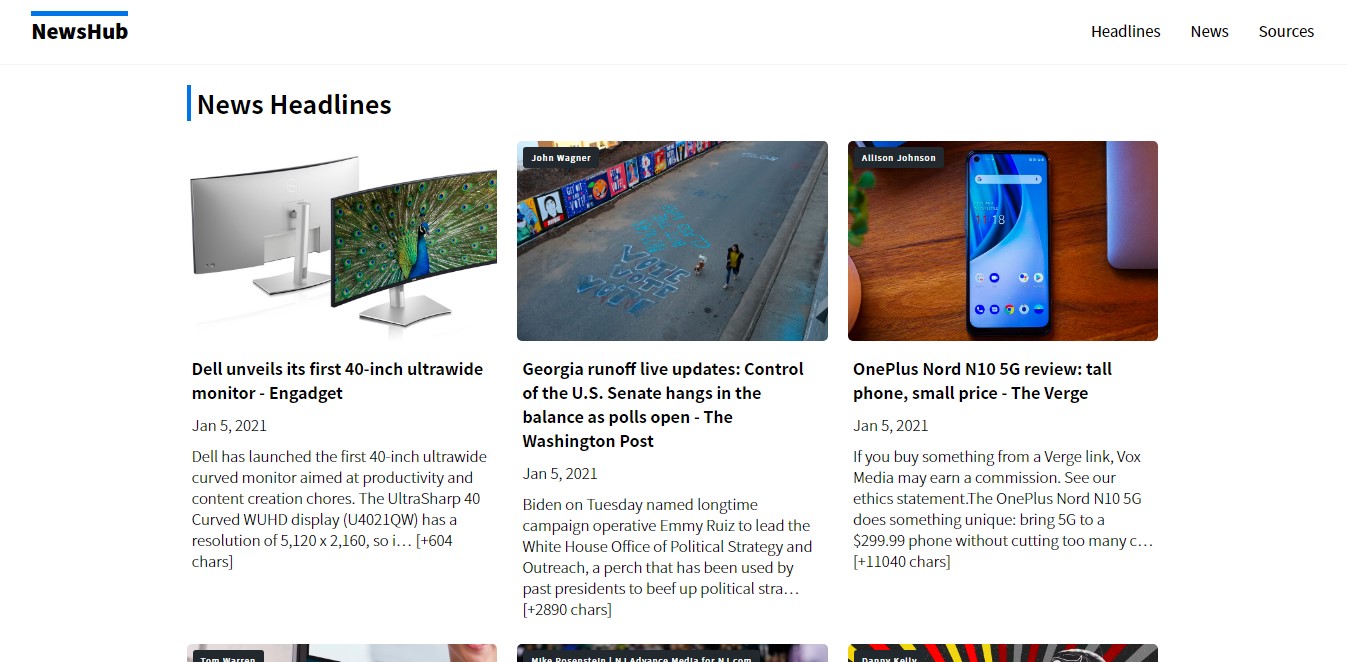 NewsHub
Headlines
News
Sources
News Headlines
John Wagner
Allison Johnson
VOTE
VOTE
VOTE
11 18
Dell unveils its first 40-inch ultrawide
monitor - Engadget
Jan 5, 2021
Dell has launched the first 40-inch ultrawide
curved monitor aimed at productivity and
content creation chores. The UltraSharp 40
Curved WUHD display (U4021QW) has a
resolution of 5,120 x 2,160, so i… [+604
chars]
Georgia runoff live updates: Control
of the U.S. Senate hangs in the
balance as polls open - The
Washington Post
Jan 5, 2021
Biden on Tuesday named longtime
campaign operative Emmy Ruiz to lead the
White House Office of Political Strategy and
Outreach, a perch that has been used by
past presidents to beef up political stra…
[+2890 chars]
OnePlus Nord N10 5G review: tall
phone, small price - The Verge
Jan 5, 2021
If you buy something from a Verge link, Vox
Media may earn a commission. See our
ethics statement.The OnePlus Nord N10 5G
does something unique: bring 5G to a
$299.99 phone without cutting too many c…
[+11040 chars]
Tom Warren
Mike Rosenstein | NJ Advance Media for NJ.com
Danny Kelly